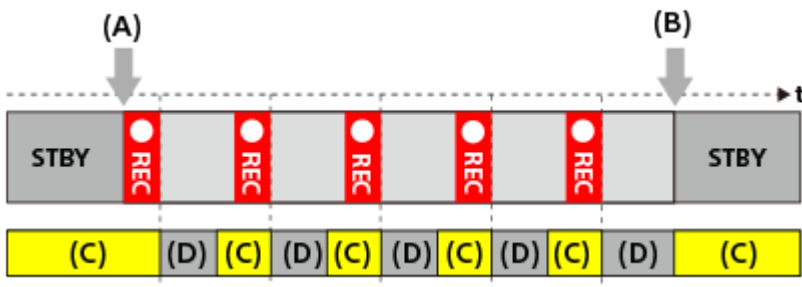 (A) (B)
t
STBY REC REC REC REC REC STBY
(C) (D) (C) (D) (C) (D) (C) (D) (C) (D) (C)